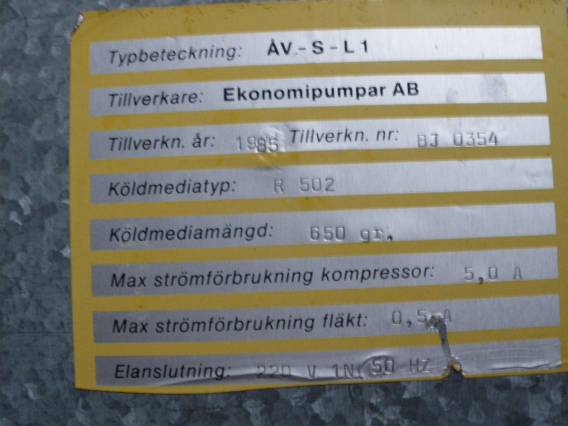 Typbeteckning: ÅV-S-L1
Tillverkare: Ekonomipumpar AB
Tillverkn. år: 1985 Tillverkn. nr: BJ 0354
Köldmediatyp: R 502
Köldmediamängd: 650 gr.
Max strömförbrukning kompressor: 5,0 A
Max strömförbrukning fläkt: 0,5 A
Elanslutning: 220 V 1N 50 HZ